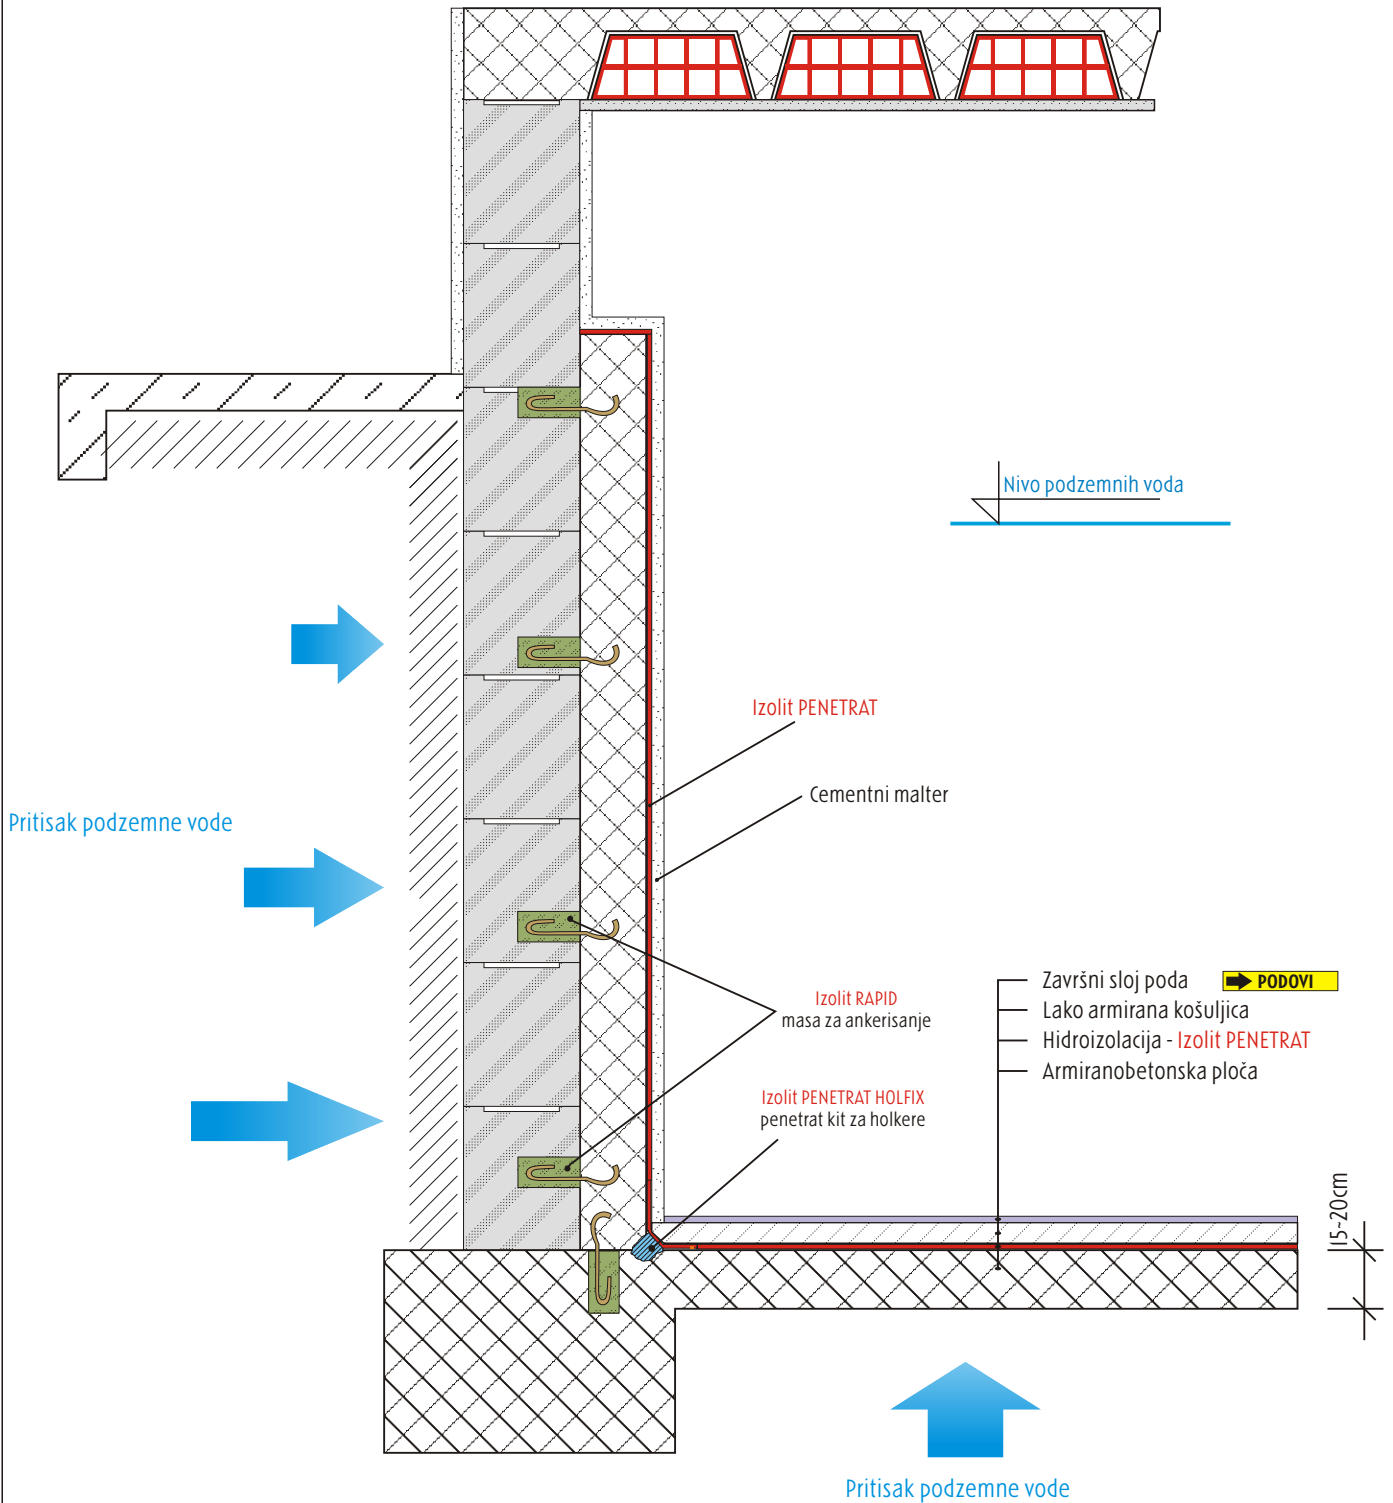 Nivo podzemnih voda
Izolit PENETRAT
Cementni malter
Pritisak podzemne vode
Završni sloj poda
PODOVI
Lako armirana košuljica
Hidroizolacija - Izolit PENETRAT
Armiranobetonska ploča
Izolit RAPID
masa za ankerisanje
Izolit PENETRAT HOLFIX
penetrat kit za holkere
15-20cm
Pritisak podzemne vode